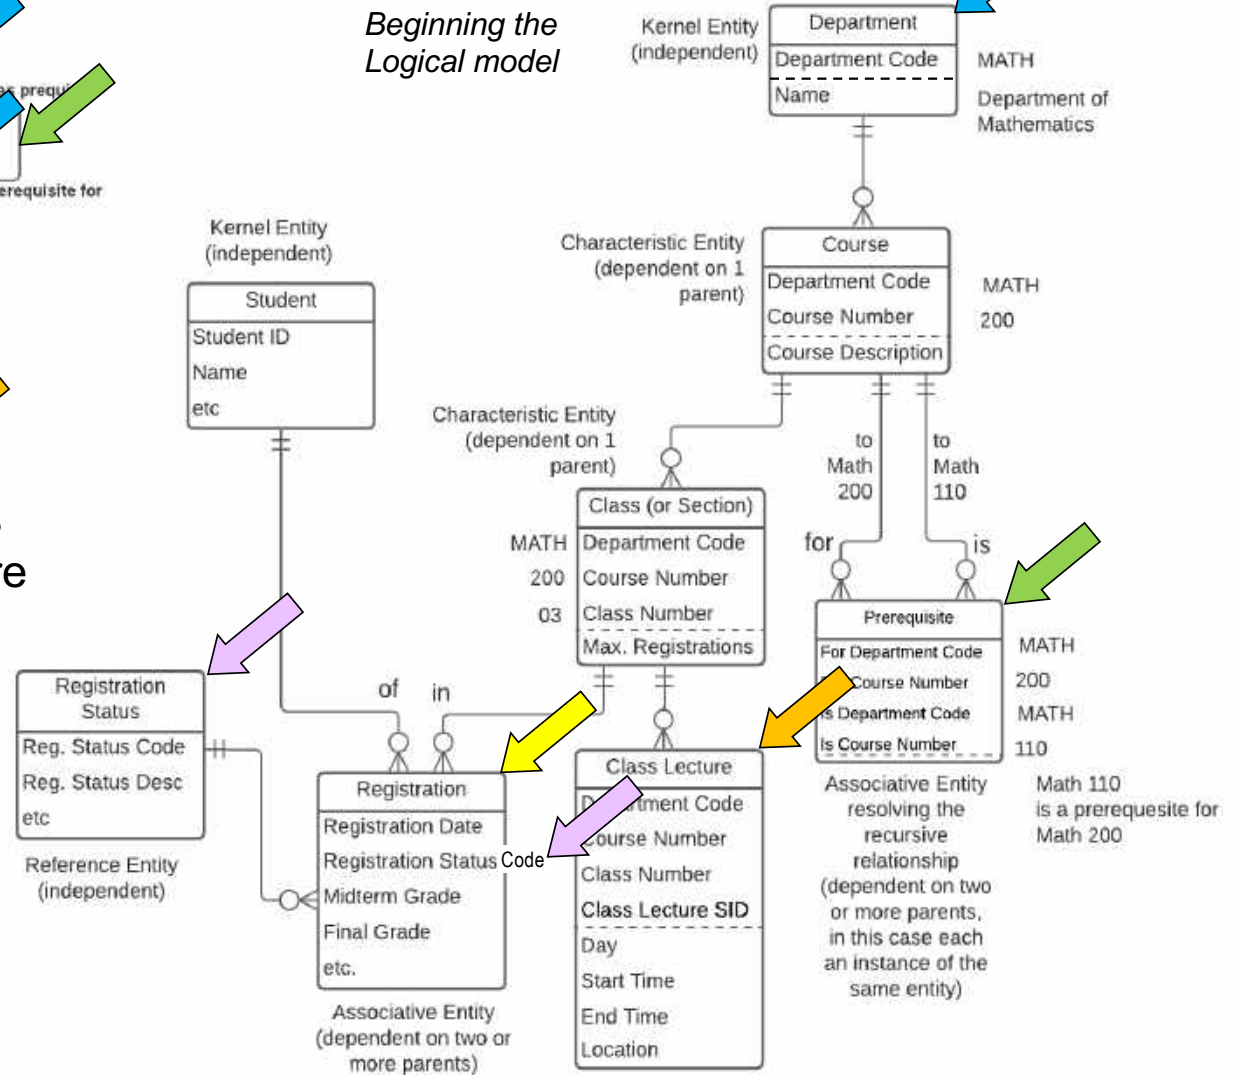 Beginning the
Logical model
prequi
erequisite for
re
Kernel Entity
(independent)
Department
Department Code
Name
MATH
Department of
Mathematics
Characteristic Entity
(dependent on 1
parent)
Course
Department Code
Course Number
Course Description
MATH
200
Kernel Entity
(independent)
Student
Student ID
Name
etc
Characteristic Entity
(dependent on 1
parent)
to
Math
200
to
Math
110
for
is
Class (or Section)
MATH Department Code
200 Course Number
03 Class Number
Max. Registrations
Prerequisite
For Department Code MATH
Course Number 200
Is Department Code MATH
Is Course Number 110
Associative Entity
resolving the
recursive
relationship
(dependent on two
or more parents,
in this case each
an instance of the
same entity)
Math 110
is a prerequesite for
Math 200
Registration
Status
Reg. Status Code
Reg. Status Desc
etc
Reference Entity
(independent)
of
in
Registration
Registration Date
Registration Status Code
Midterm Grade
Final Grade
etc.
Associative Entity
(dependent on two or
more parents)
Class Lecture
Department Code
Course Number
Class Number
Class Lecture SID
Day
Start Time
End Time
Location